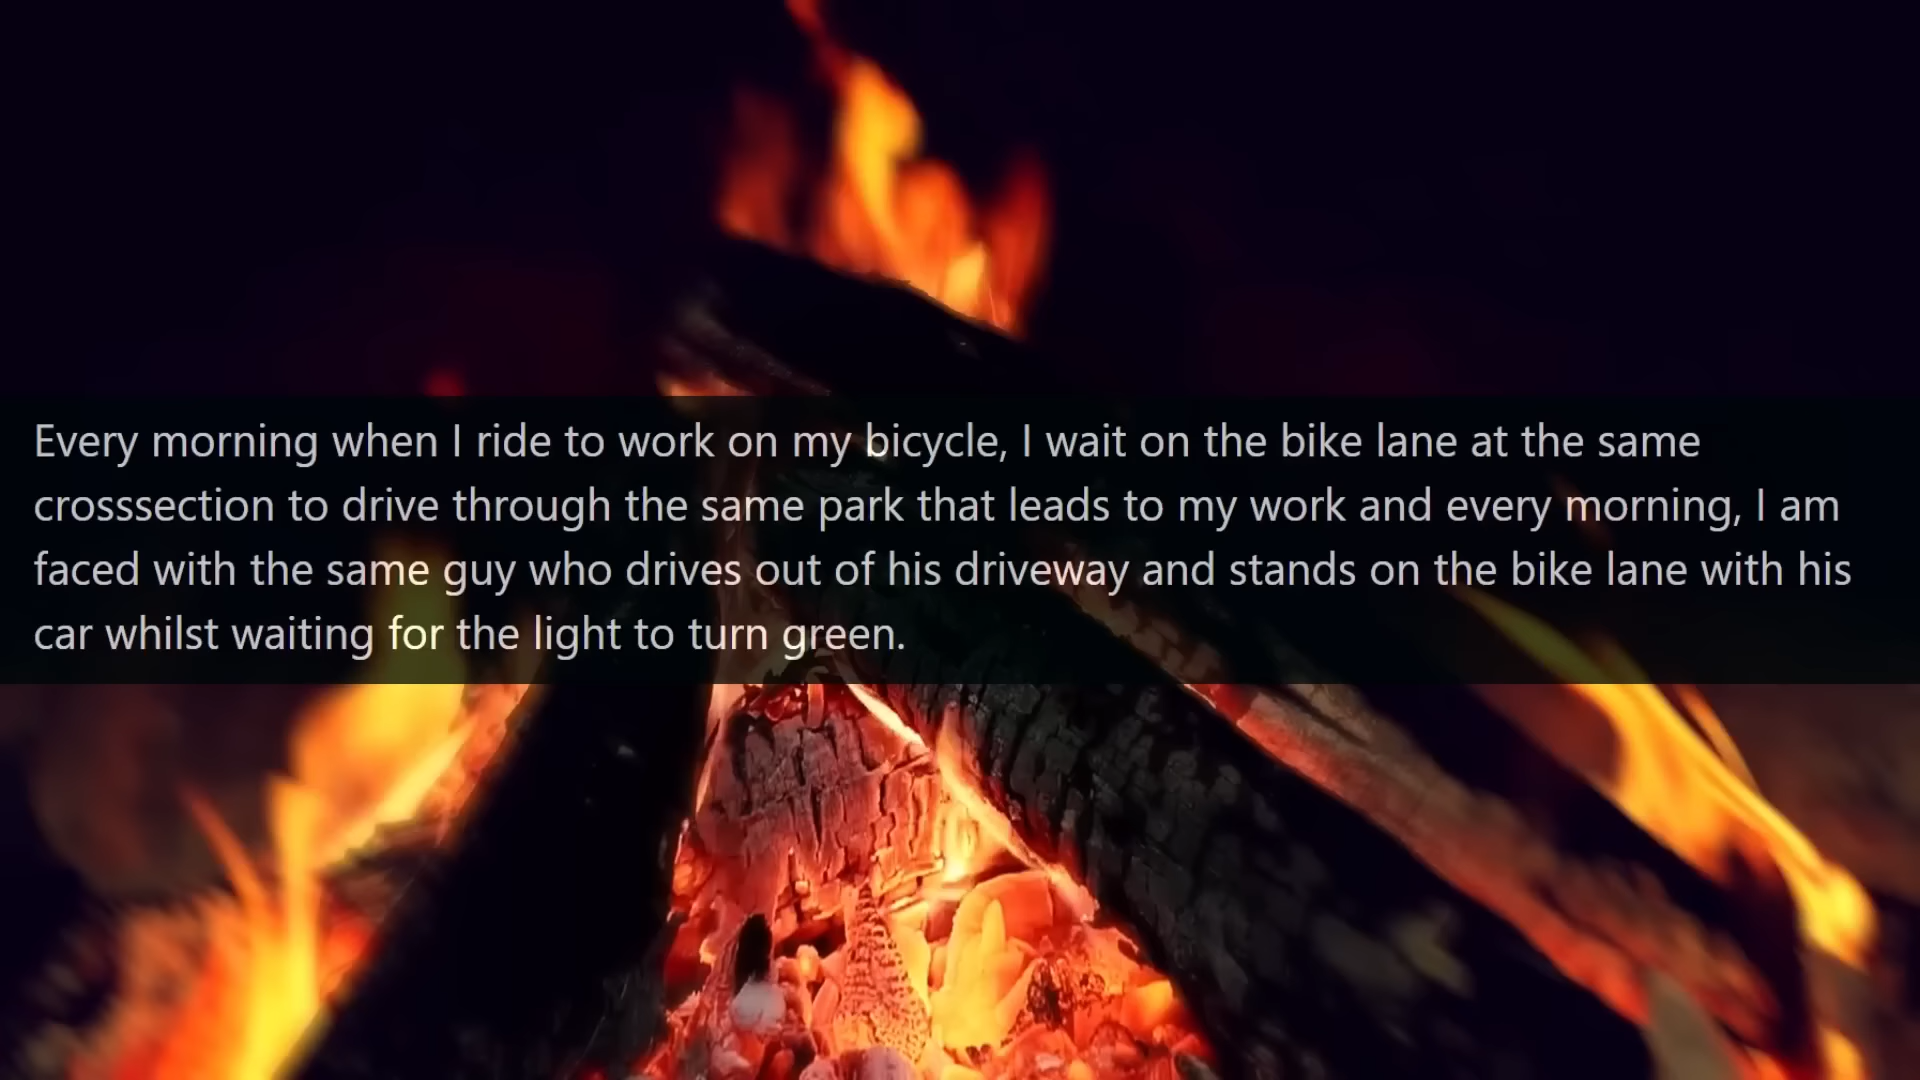 Every morning when I ride to work on my bicycle, I wait on the bike lane at the same
crosssection to drive through the same park that leads to my work and every morning, I am
faced with the same guy who drives out of his driveway and stands on the bike lane with his
car whilst waiting for the light to turn green.